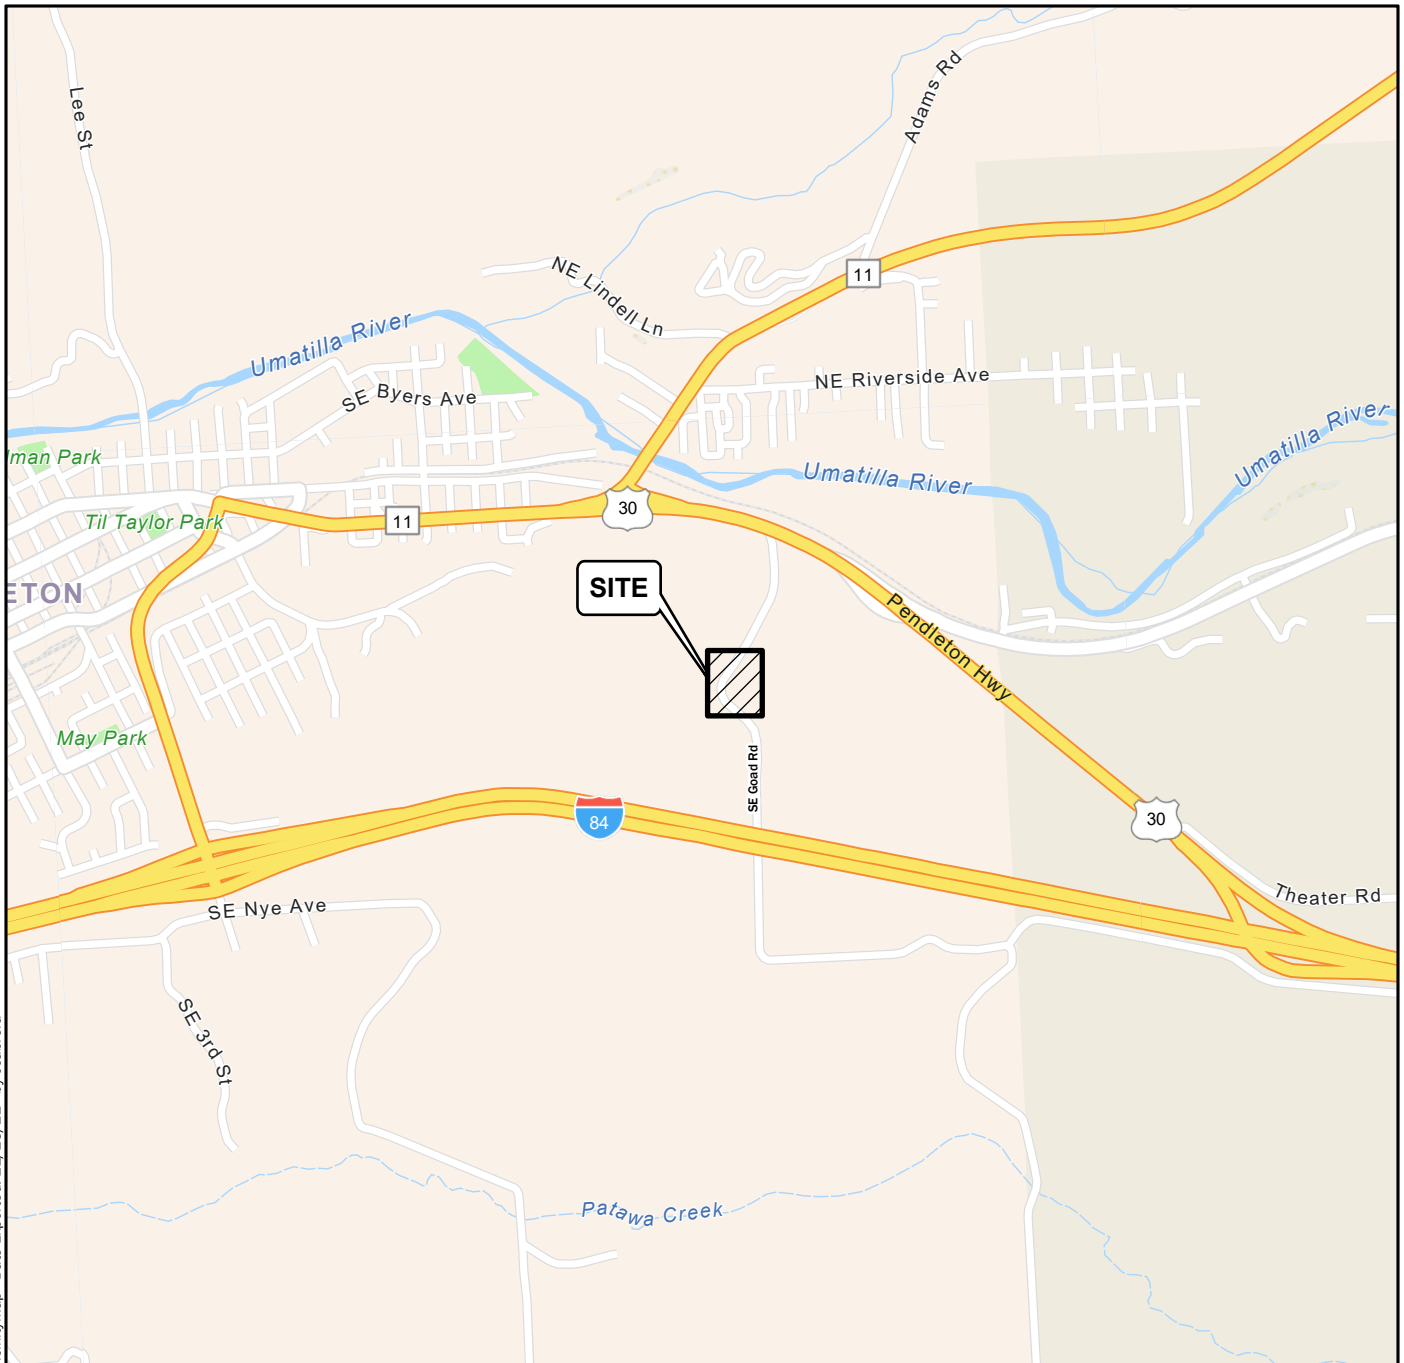 Lee St
Adams Rd
11
NE Lindell Ln
Umatilla River
NE Riverside Ave
SE Byers Ave
Umatilla River
lman Park
Umatilla River
Til Taylor Park
11
30
SITE
ETON
Pendleton Hwy
May Park
SE Goad Rd
84
30
Theater Rd
SE Nye Ave
SE 3rd St
Patawa Creek